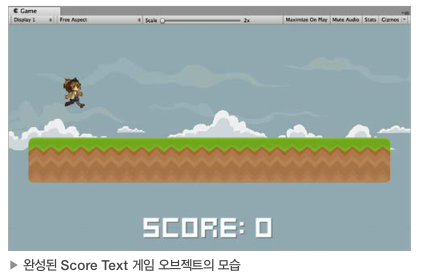 Game
Display 1 Free Aspect Scale 2x Maximize On Play Mute Audio Stats Gizmos
SCORE: 0
▶ 완성된 Score Text 게임 오브젝트의 모습